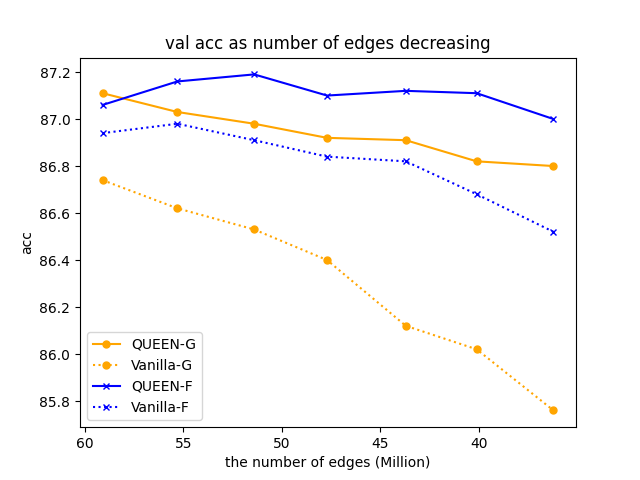 val acc as number of edges decreasing
87.2
87.0
86.8
86.6
86.4
86.2
86.0
85.8
acc
QUEEN-G
Vanilla-G
QUEEN-F
Vanilla-F
60 55 50 45 40
the number of edges (Million)